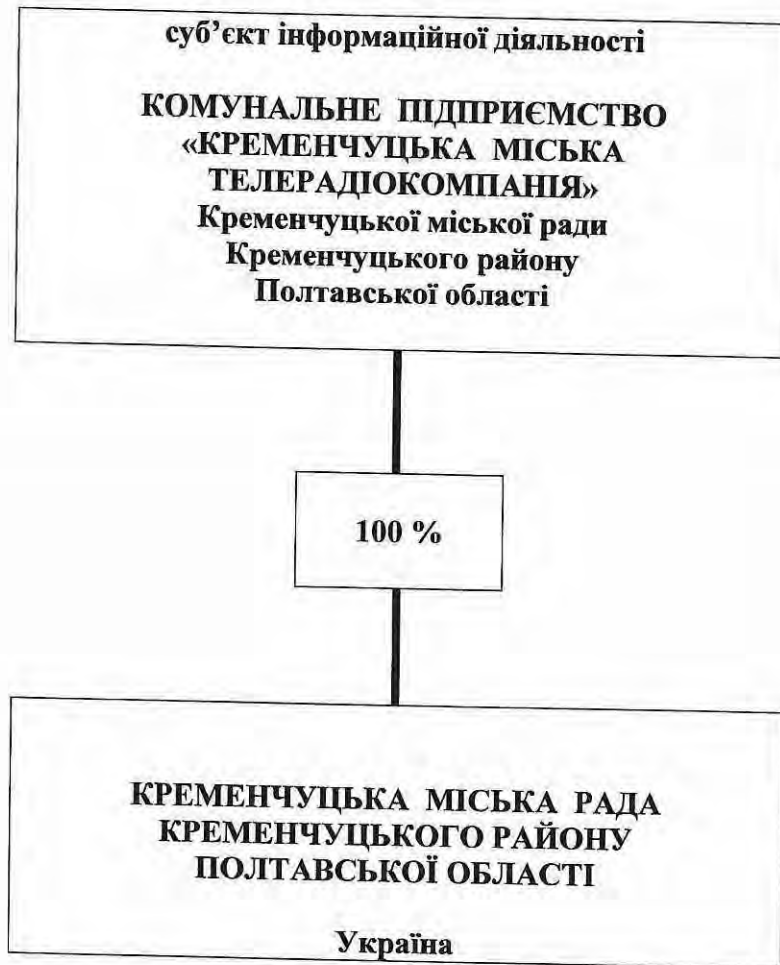 суб’єкт інформаційної діяльності
КОМУНАЛЬНЕ ПІДПРИЄМСТВО
«КРЕМЕНЧУЦЬКА МІСЬКА
ТЕЛЕРАДІОКОМПАНІЯ»
Кременчуцької міської ради
Кременчуцького району
Полтавської області
100 %
КРЕМЕНЧУЦЬКА МІСЬКА РАДА
КРЕМЕНЧУЦЬКОГО РАЙОНУ
ПОЛТАВСЬКОЇ ОБЛАСТІ
Україна